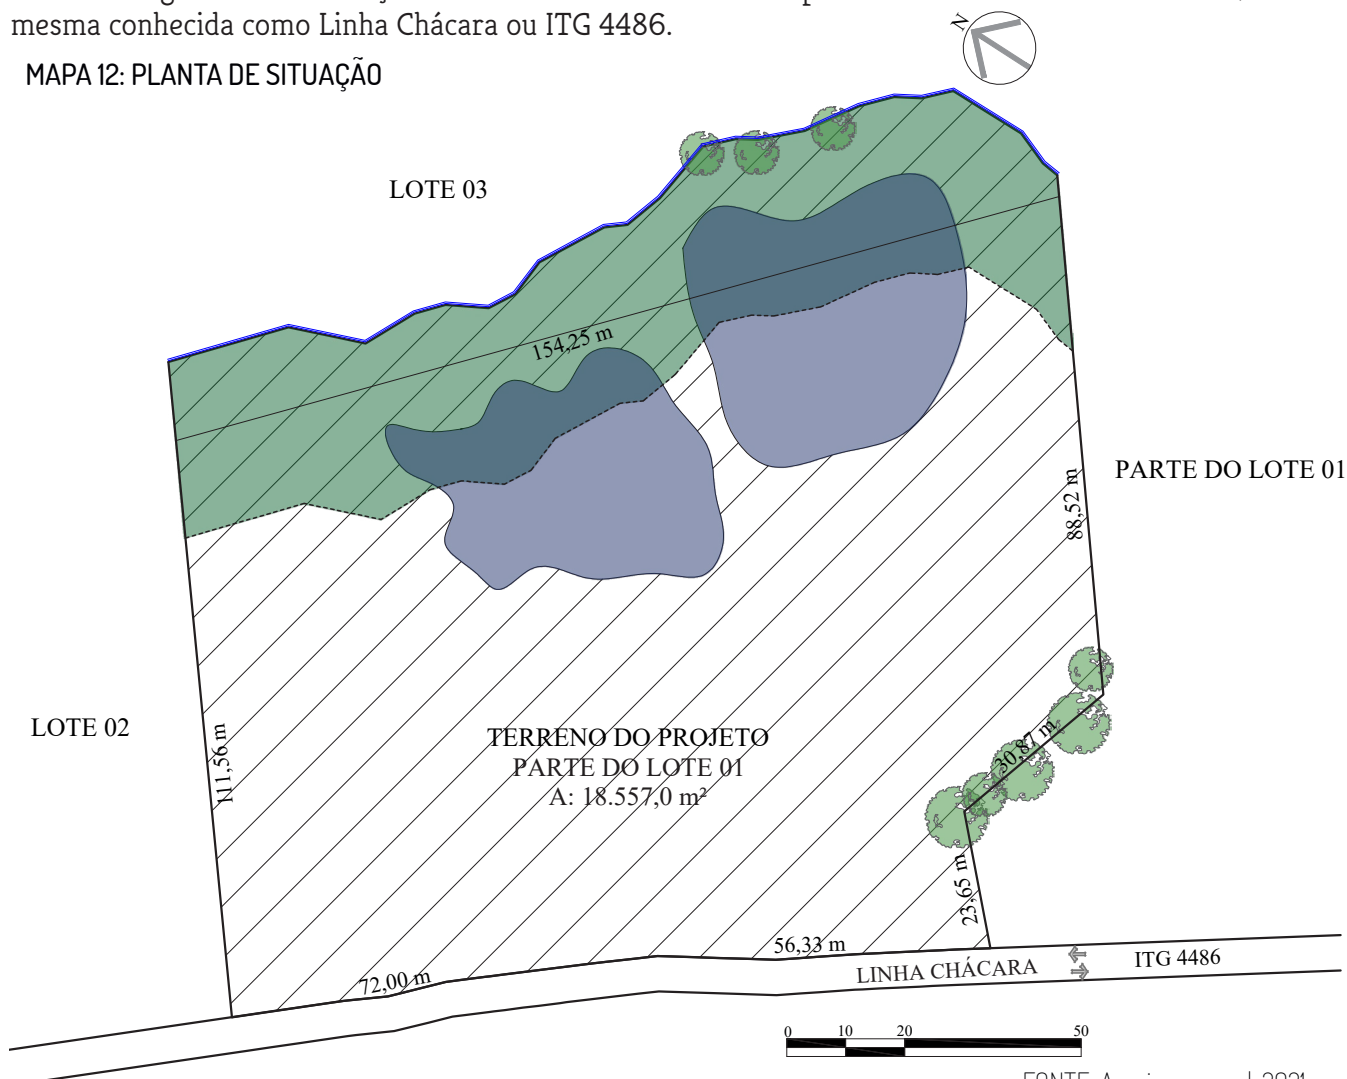 mesma conhecida como Linha Chácara ou ITG 4486.
MAPA 12: PLANTA DE SITUAÇÃO
N
LOTE 03
154,25 m
PARTE DO LOTE 01
88,52 m
LOTE 02
111,56 m
TERRENO DO PROJETO
PARTE DO LOTE 01
A: 18.557,0 m²
30,87 m
23,65 m
56,33 m
72,00 m
LINHA CHÁCARA
ITG 4486
0 10 20 50